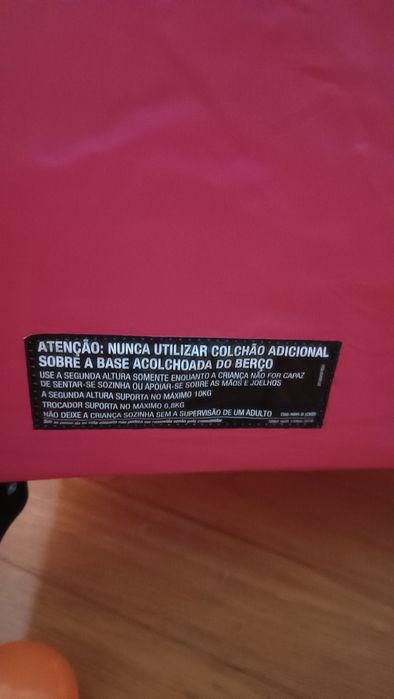 ATENÇÃO: NUNCA UTILIZAR COLCHÃO ADICIONAL
SOBRE A BASE ACOLCHOADA DO BERÇO
USE A SEGUNDA ALTURA SOMENTE ENQUANTO A CRIANÇA NÃO FOR CAPAZ
DE SENTAR-SE SOZINHA OU APOIAR-SE SOBRE AS MÃOS E JOELHOS
A SEGUNDA ALTURA SUPORTA NO MÁXIMO 10KG
TROCADOR SUPORTA NO MÁXIMO 6,8KG
NÃO DEIXE A CRIANÇA SOZINHA SEM A SUPERVISÃO DE UM ADULTO